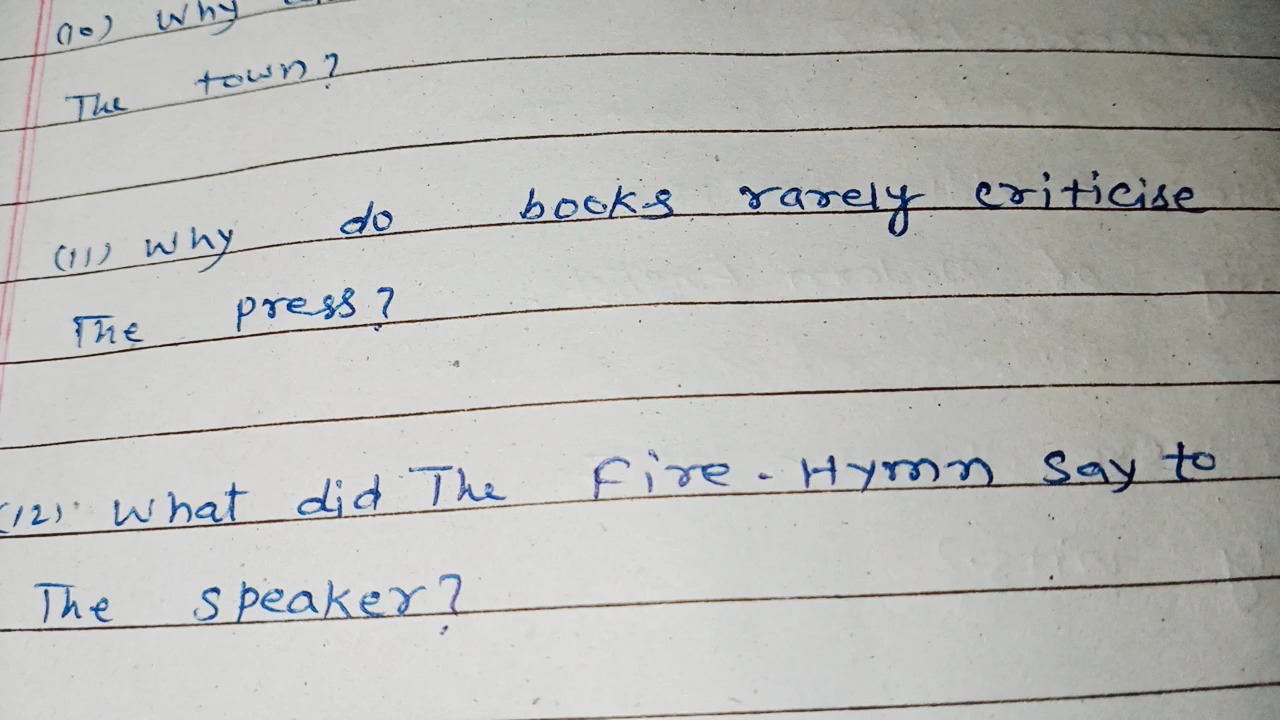 (10) Why
The town?
(11) Why do books rarely criticise
The press?
(12) What did The Fire-Hymn say to
The speaker?